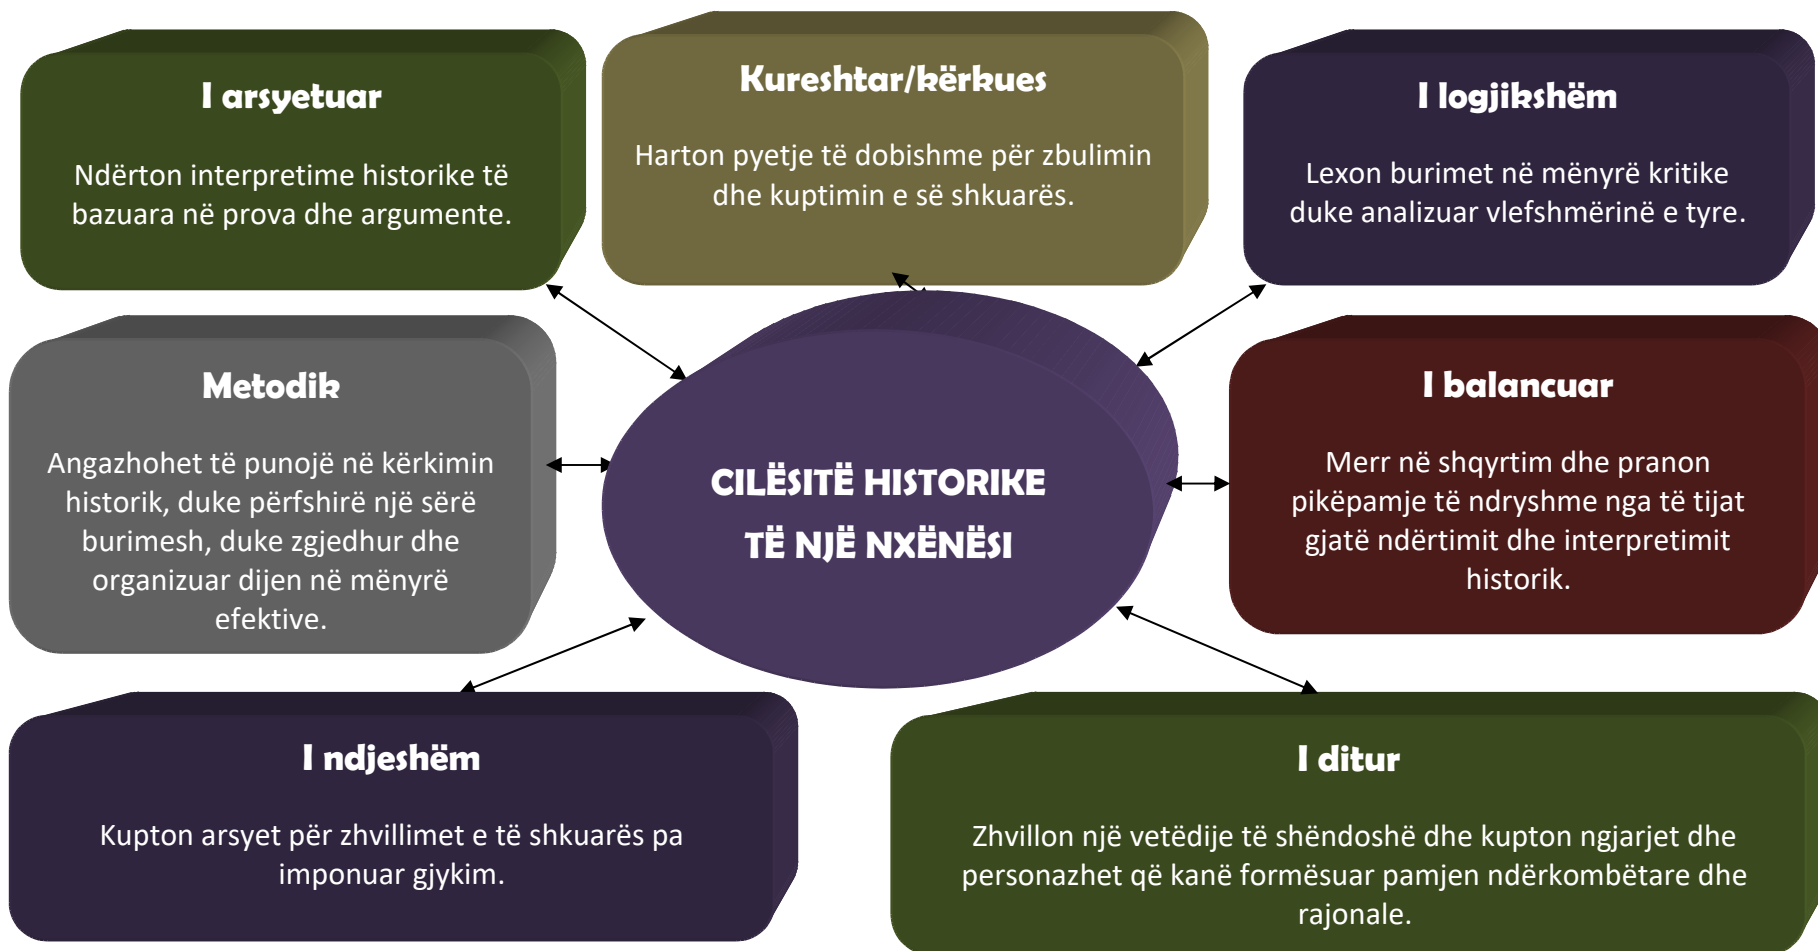 I arsyetuar
Ndërton interpretime historike të
bazuara në prova dhe argumente.
Kureshtar/kërkues
Harton pyetje të dobishme për zbulimin
dhe kuptimin e së shkuarës.
I logjikshëm
Lexon burimet në mënyrë kritike
duke analizuar vlefshmërinë e tyre.
Metodik
Angazhohet të punojë në kërkimin
historik, duke përfshirë një sërë
burimesh, duke zgjedhur dhe
organizuar dijen në mënyrë
efektive.
CILËSITË HISTORIKE
TË NJË NXËNËSI
I balancuar
Merr në shqyrtim dhe pranon
pikëpamje të ndryshme nga të tijat
gjatë ndërtimit dhe interpretimit
historik.
I ndjeshëm
Kupton arsyet për zhvillimet e të shkuarës pa
imponuar gjykim.
I ditur
Zhvillon një vetëdije të shëndoshë dhe kupton ngjarjet dhe
personazhet që kanë formësuar pamjen ndërkombëtare dhe
rajonale.